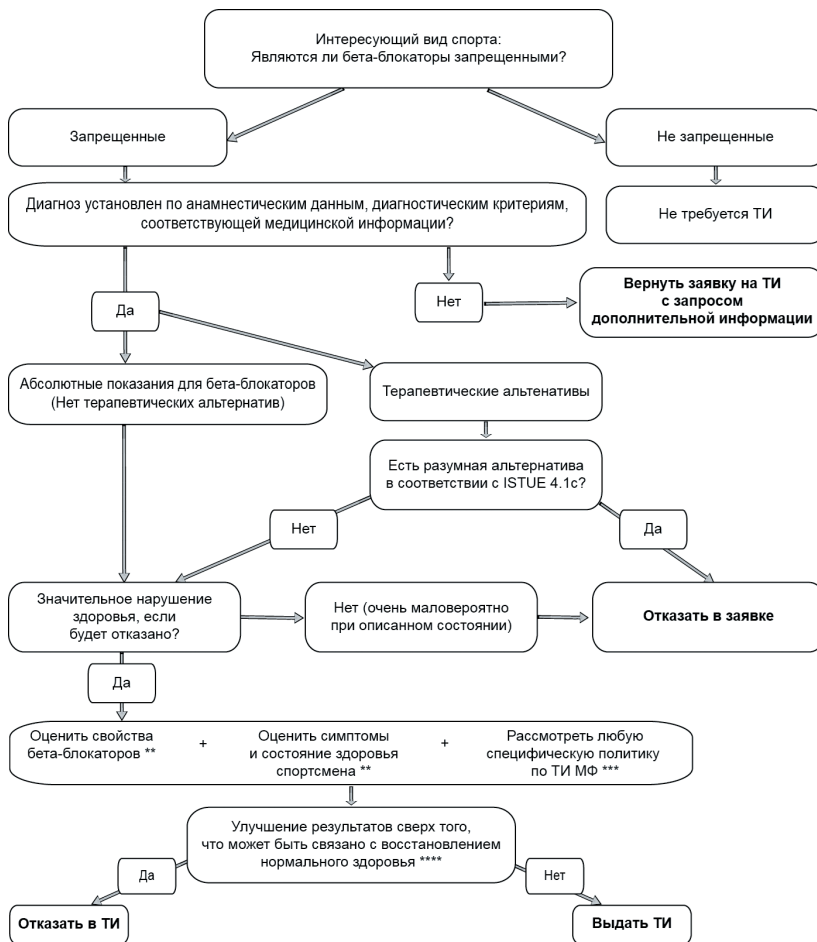 Интересующий вид спорта:
Являются ли бета-блокаторы запрещенными?
Запрещенные
Не запрещенные
Диагноз установлен по анамнестическим данным, диагностическим критериям,
соответствующей медицинской информации?
Не требуется ТИ
Да
Нет
Вернуть заявку на ТИ
с запросом
дополнительной информации
Абсолютные показания для бета-блокаторов
(Нет терапевтических альтернатив)
Терапевтические альтенативы
Есть разумная альтернатива
в соответствии с ISTUE 4.1c?
Нет
Да
Значительное нарушение
здоровья, если
будет отказано?
Нет (очень маловероятно
при описанном состоянии)
Отказать в заявке
Да
Оценить свойства
бета-блокаторов **
+
Оценить симптомы
и состояние здоровья
спортсмена **
+
Рассмотреть любую
специфическую политику
по ТИ МФ ***
Улучшение результатов сверх того,
что может быть связано с восстановлением
нормального здоровья ****
Да
Нет
Отказать в ТИ
Выдать ТИ